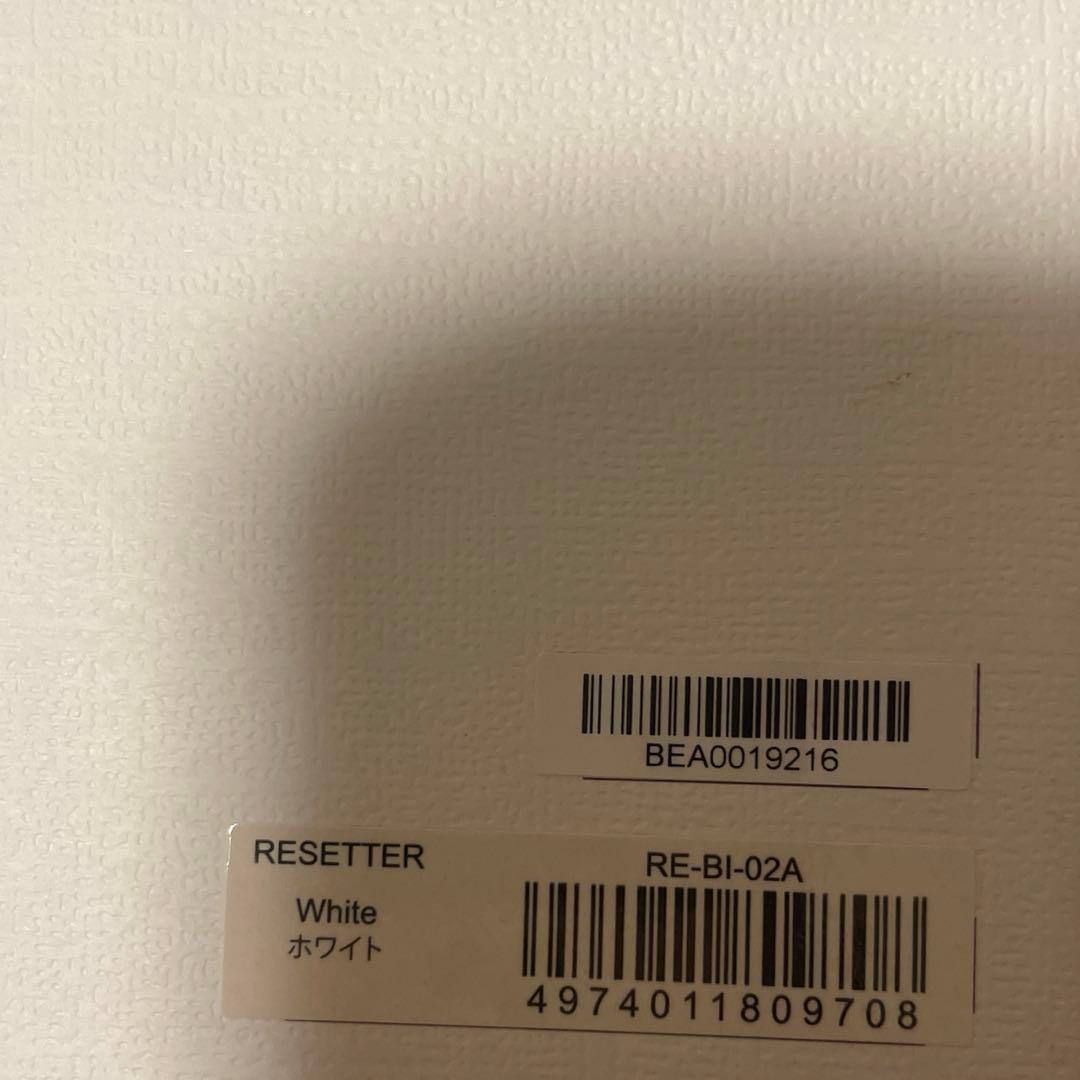 BEA0019216
RESETTER
RE-BI-02A
White
ホワイト
4974011809708